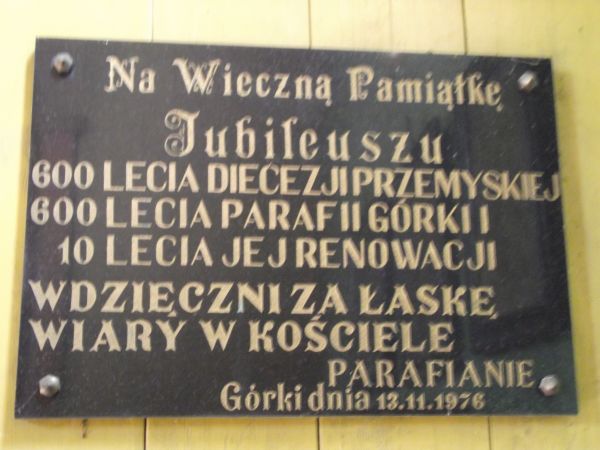 Na Wieczną Pamiątkę
Jubileuszu
600 LECIA DIECEZJI PRZEMYSKIEJ
600 LECIA PARAFII GÓRKI I
10 LECIA JEJ RENOWACJI
WDZIĘCZNI ZA ŁASKĘ
WIARY W KOŚCIELE
PARAFIANIE
Górki dnia 13.11.1976